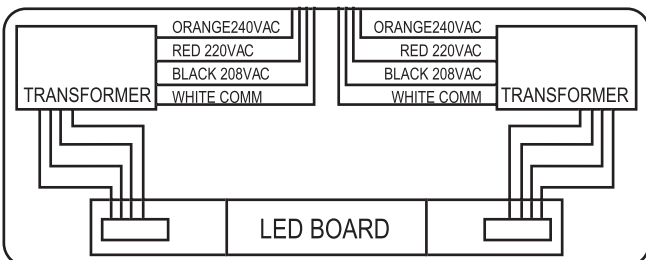 ORANGE240VAC
RED 220VAC
BLACK 208VAC
WHITE COMM
TRANSFORMER
ORANGE240VAC
RED 220VAC
BLACK 208VAC
WHITE COMM
TRANSFORMER
LED BOARD